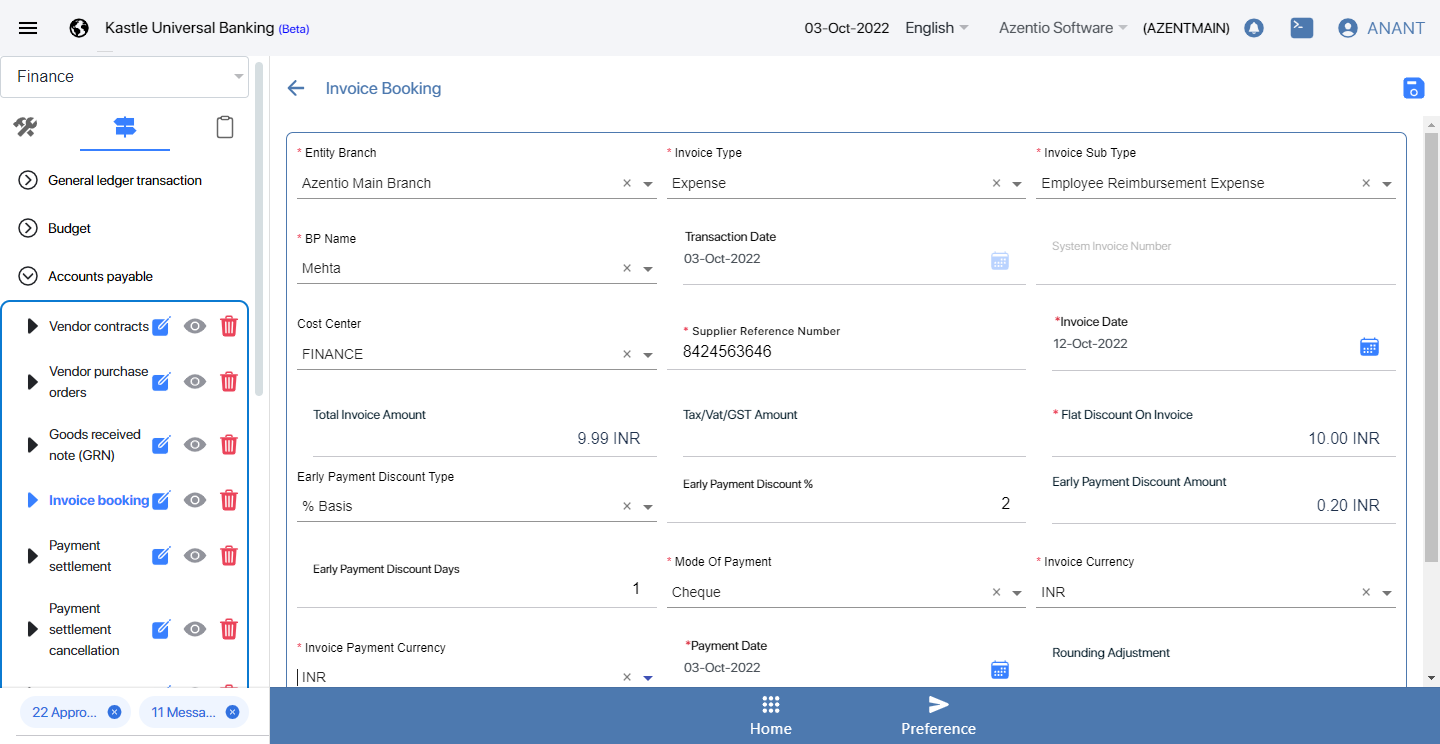 Kastle Universal Banking (Beta)
03-Oct-2022
English
Azentio Software
(AZENTMAIN)
ANANT
Finance
General ledger transaction
Budget
Accounts payable
Vendor contracts
Vendor purchase
orders
Goods received
note (GRN)
Invoice booking
Payment
settlement
Payment
settlement
cancellation
22 Appro...
11 Messa...
Invoice Booking
* Entity Branch
Azentio Main Branch
* Invoice Type
Expense
* Invoice Sub Type
Employee Reimbursement Expense
* BP Name
Mehta
Transaction Date
03-Oct-2022
System Invoice Number
Cost Center
FINANCE
* Supplier Reference Number
8424563646
*Invoice Date
12-Oct-2022
Total Invoice Amount
9.99 INR
Tax/Vat/GST Amount
* Flat Discount On Invoice
10.00 INR
Early Payment Discount Type
% Basis
Early Payment Discount %
2
Early Payment Discount Amount
0.20 INR
Early Payment Discount Days
1
* Mode Of Payment
Cheque
* Invoice Currency
INR
* Invoice Payment Currency
INR
*Payment Date
03-Oct-2022
Rounding Adjustment
Home
Preference